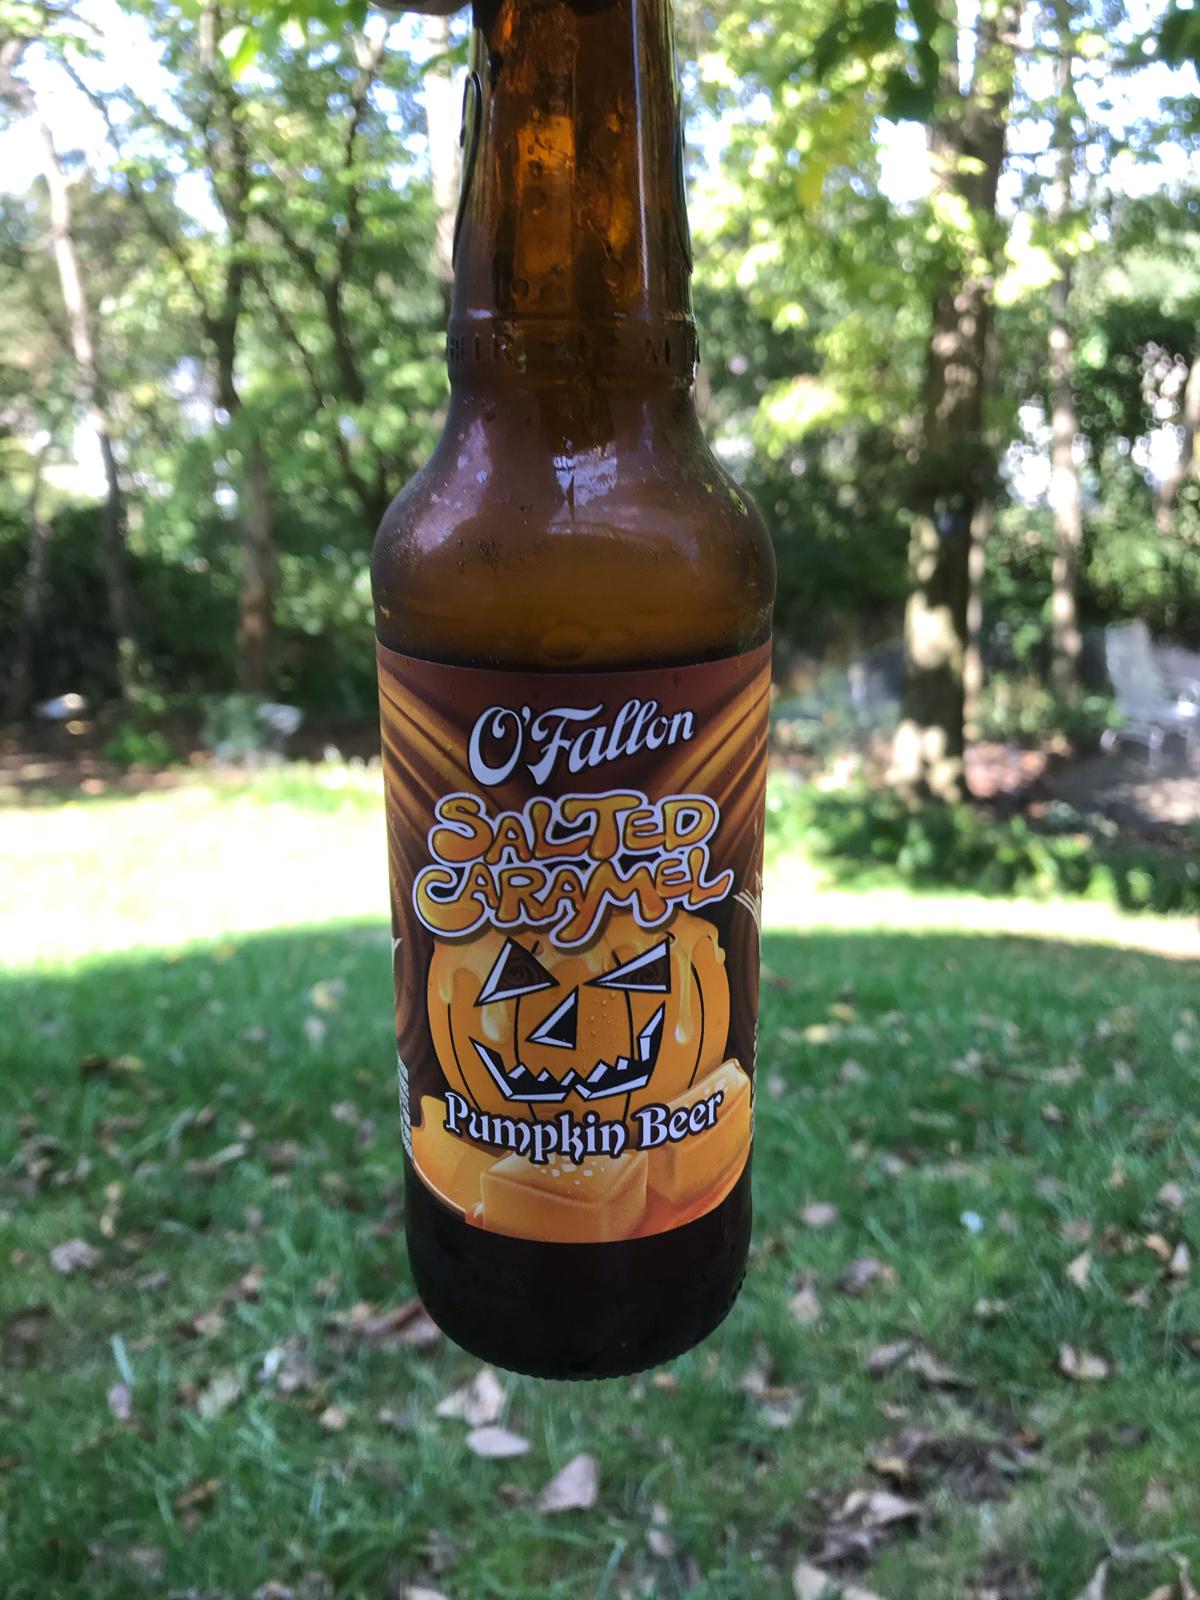 O'Fallon
SALTED
CARAMEL
Pumpkin Beer